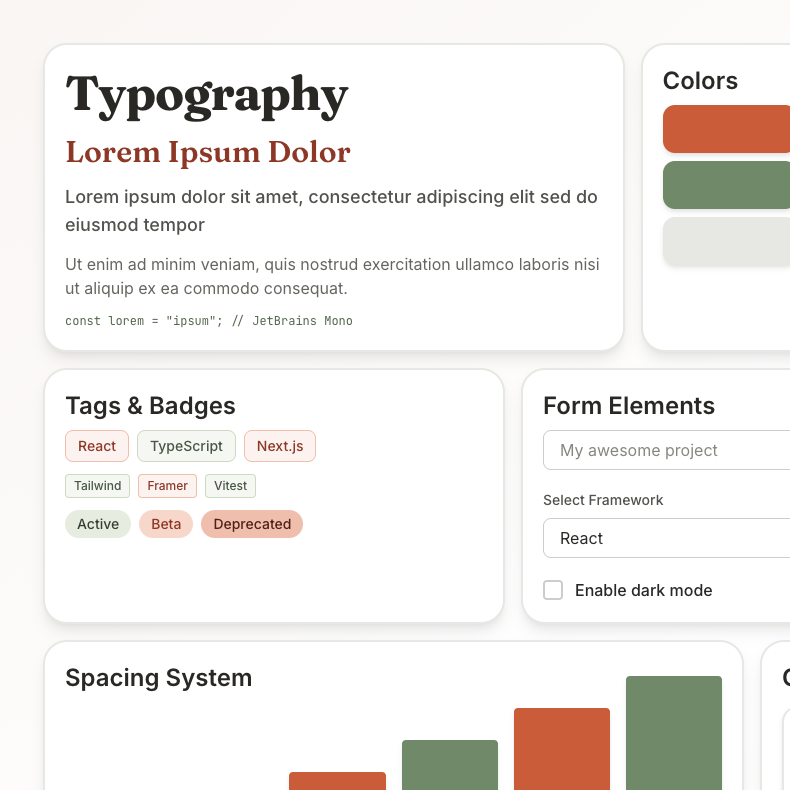 Typography
Lorem Ipsum Dolor
Lorem ipsum dolor sit amet, consectetur adipiscing elit sed do
eiusmod tempor
Ut enim ad minim veniam, quis nostrud exercitation ullamco laboris nisi
ut aliquip ex ea commodo consequat.
const lorem = "ipsum"; // JetBrains Mono
Colors
Tags & Badges
React TypeScript Next.js
Tailwind Framer Vitest
Active Beta Deprecated
Form Elements
My awesome project
Select Framework
React
Enable dark mode
Spacing System